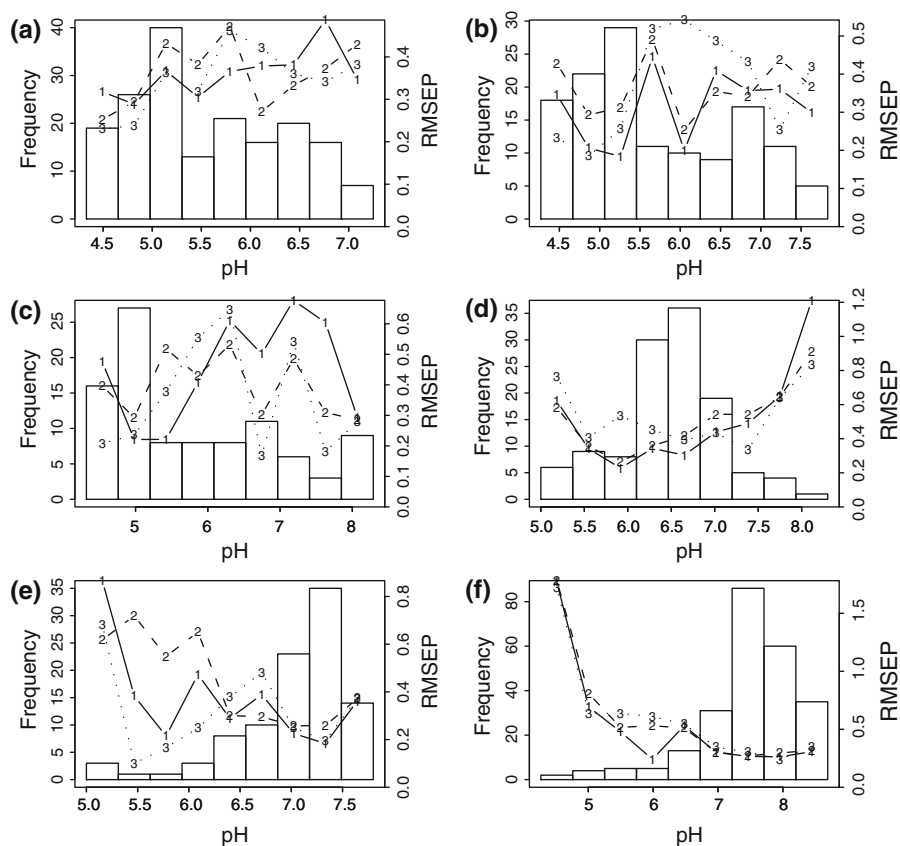 (a)
Frequency
0 10 20 30 40
4.5 5.0 5.5 6.0 6.5 7.0
pH
0.0 0.1 0.2 0.3 0.4
RMSEP
(b)
Frequency
0 5 10 15 20 25 30
4.5 5.0 5.5 6.0 6.5 7.0 7.5
pH
0.0 0.1 0.2 0.3 0.4 0.5
RMSEP
(c)
Frequency
0 5 10 15 20 25
5 6 7 8
pH
0.0 0.1 0.2 0.3 0.4 0.5 0.6
RMSEP
(d)
Frequency
0 5 10 15 20 25 30 35
5.0 5.5 6.0 6.5 7.0 7.5 8.0
pH
0.0 0.2 0.4 0.6 0.8 1.0 1.2
RMSEP
(e)
Frequency
0 5 10 15 20 25 30 35
5.0 5.5 6.0 6.5 7.0 7.5
pH
0.0 0.2 0.4 0.6 0.8
RMSEP
(f)
Frequency
0 20 40 60 80
5 6 7 8
pH
0.0 0.5 1.0 1.5
RMSEP